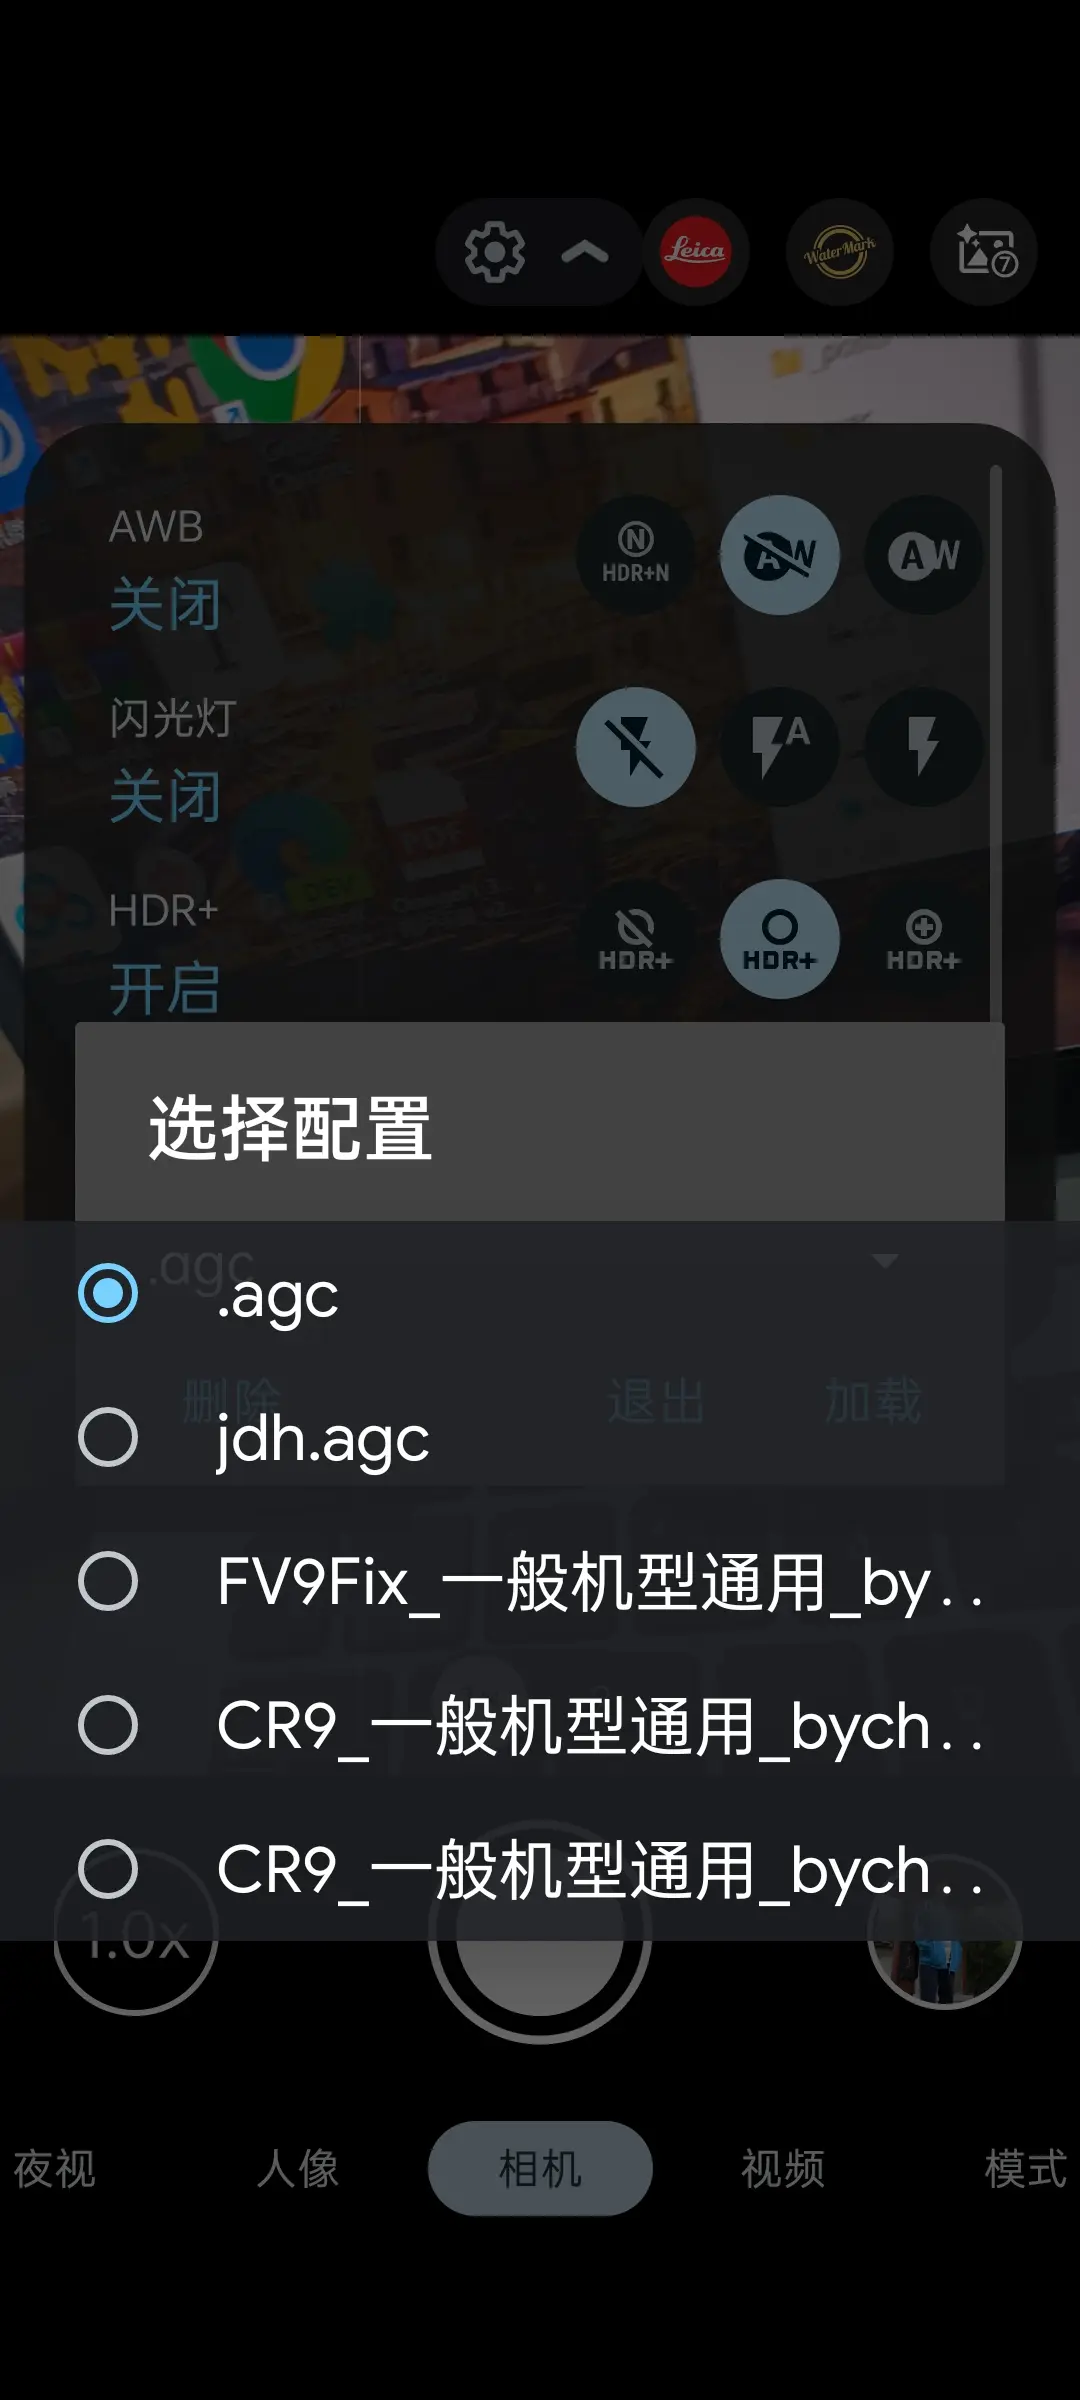 Leica
WaterMark
7
AWB
关闭
N
HDR+N
AW
AW
闪光灯
关闭
A
HDR+
开启
HDR+
HDR+
HDR+
选择配置
.agc
.agc
删除
退出
加载
jdh.agc
FV9Fix_一般机型通用_by..
CR9_一般机型通用_bych..
CR9_一般机型通用_bych..
1.0x
夜视
人像
相机
视频
模式